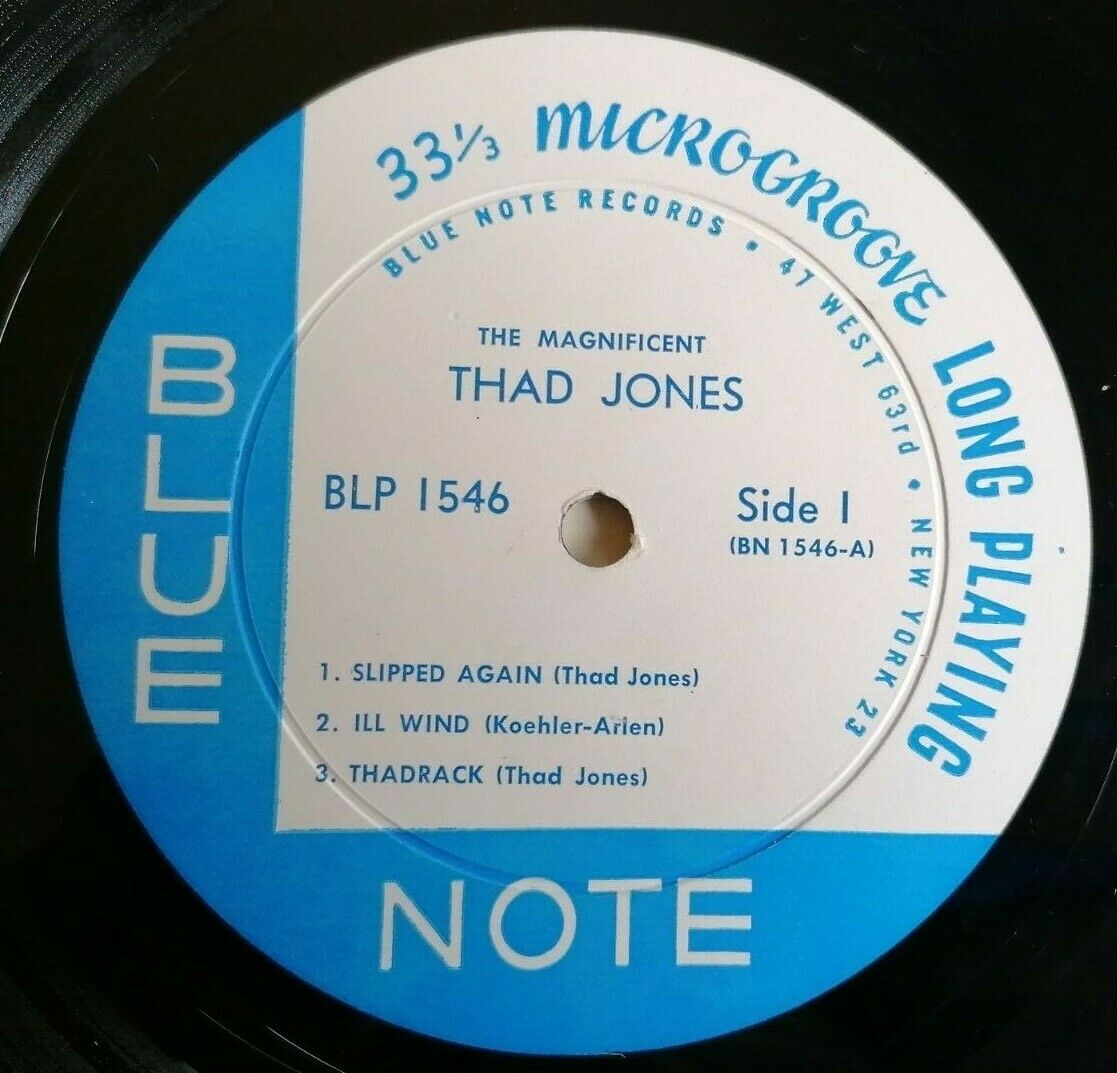 33⅓ MICROGROOVE LONG PLAYING
BLUE NOTE RECORDS • 47 WEST 63rd • NEW YORK 23
THE MAGNIFICENT
THAD JONES
BLP 1546
Side 1
(BN 1546-A)
1. SLIPPED AGAIN (Thad Jones)
2. ILL WIND (Koehler-Arlen)
3. THADRACK (Thad Jones)
BLUE
NOTE